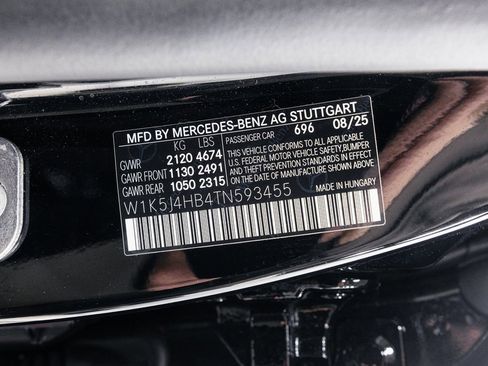 MFD BY MERCEDES-BENZ AG STUTTGART
KG LBS PASSENGER CAR 696 08/25
GVWR 2120 4674 THIS VEHICLE CONFORMS TO ALL APPLICABLE
GAWR FRONT 1130 2491 U.S. FEDERAL MOTOR VEHICLE SAFETY, BUMPER
GAWR REAR 1050 2315 AND THEFT PREVENTION STANDARDS IN EFFECT
ON THE DATE OF MANUFACTURE SHOWN ABOVE
W1K5J4HB4TN593455 MADE IN HUNGARY